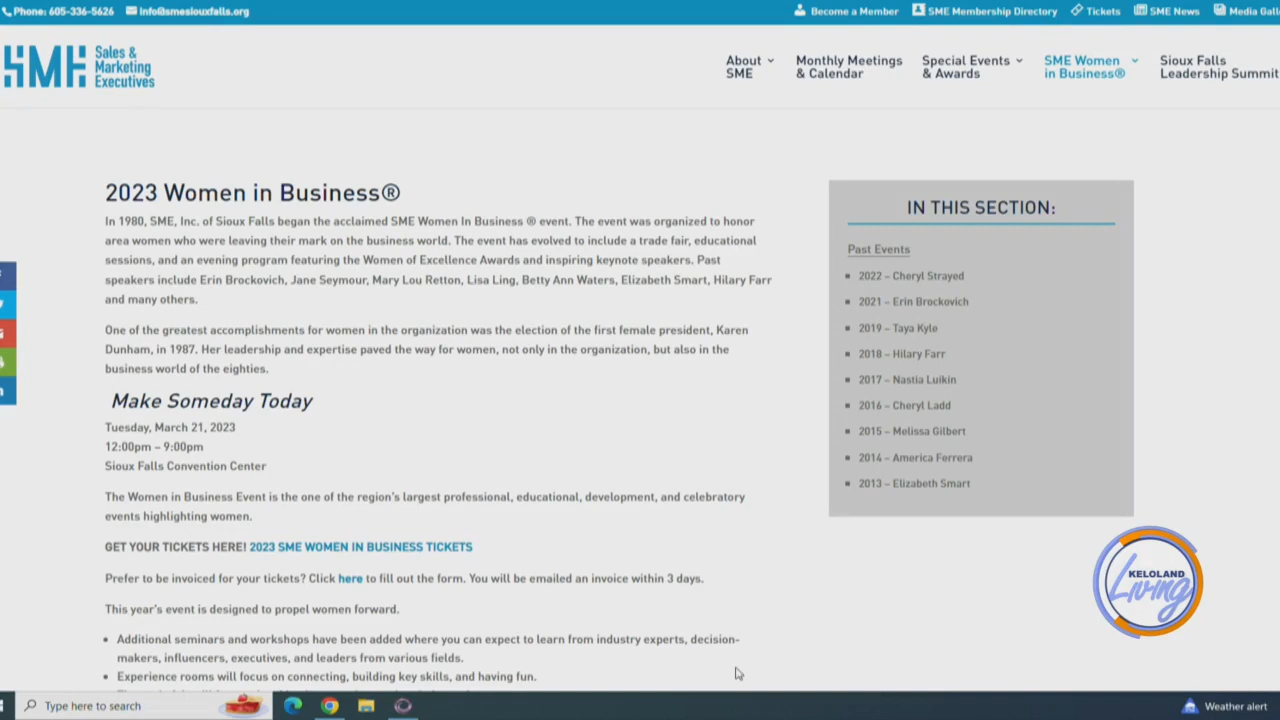 Phone: 605-336-5626 info@smesiouxfalls.org Become a Member SME Membership Directory Tickets SME News Media Gall
SME Sales &
Marketing
Executives
About
SME
Monthly Meetings
& Calendar
Special Events
& Awards
SME Women
in Business®
Sioux Falls
Leadership Summit
2023 Women in Business®
In 1980, SME, Inc. of Sioux Falls began the acclaimed SME Women In Business ® event. The event was organized to honor
area women who were leaving their mark on the business world. The event has evolved to include a trade fair, educational
sessions, and an evening program featuring the Women of Excellence Awards and inspiring keynote speakers. Past
speakers include Erin Brockovich, Jane Seymour, Mary Lou Retton, Lisa Ling, Betty Ann Waters, Elizabeth Smart, Hilary Farr
and many others.
One of the greatest accomplishments for women in the organization was the election of the first female president, Karen
Dunham, in 1987. Her leadership and expertise paved the way for women, not only in the organization, but also in the
business world of the eighties.
Make Someday Today
Tuesday, March 21, 2023
12:00pm – 9:00pm
Sioux Falls Convention Center
The Women in Business Event is the one of the region's largest professional, educational, development, and celebratory
events highlighting women.
GET YOUR TICKETS HERE! 2023 SME WOMEN IN BUSINESS TICKETS
Prefer to be invoiced for your tickets? Click here to fill out the form. You will be emailed an invoice within 3 days.
This year's event is designed to propel women forward.
Additional seminars and workshops have been added where you can expect to learn from industry experts, decision-
makers, influencers, executives, and leaders from various fields.
Experience rooms will focus on connecting, building key skills, and having fun.
IN THIS SECTION:
Past Events
2022 – Cheryl Strayed
2021 – Erin Brockovich
2019 – Taya Kyle
2018 – Hilary Farr
2017 – Nastia Luikin
2016 – Cheryl Ladd
2015 – Melissa Gilbert
2014 – America Ferrera
2013 – Elizabeth Smart
KELOLAND
Living
Type here to search
Weather alert